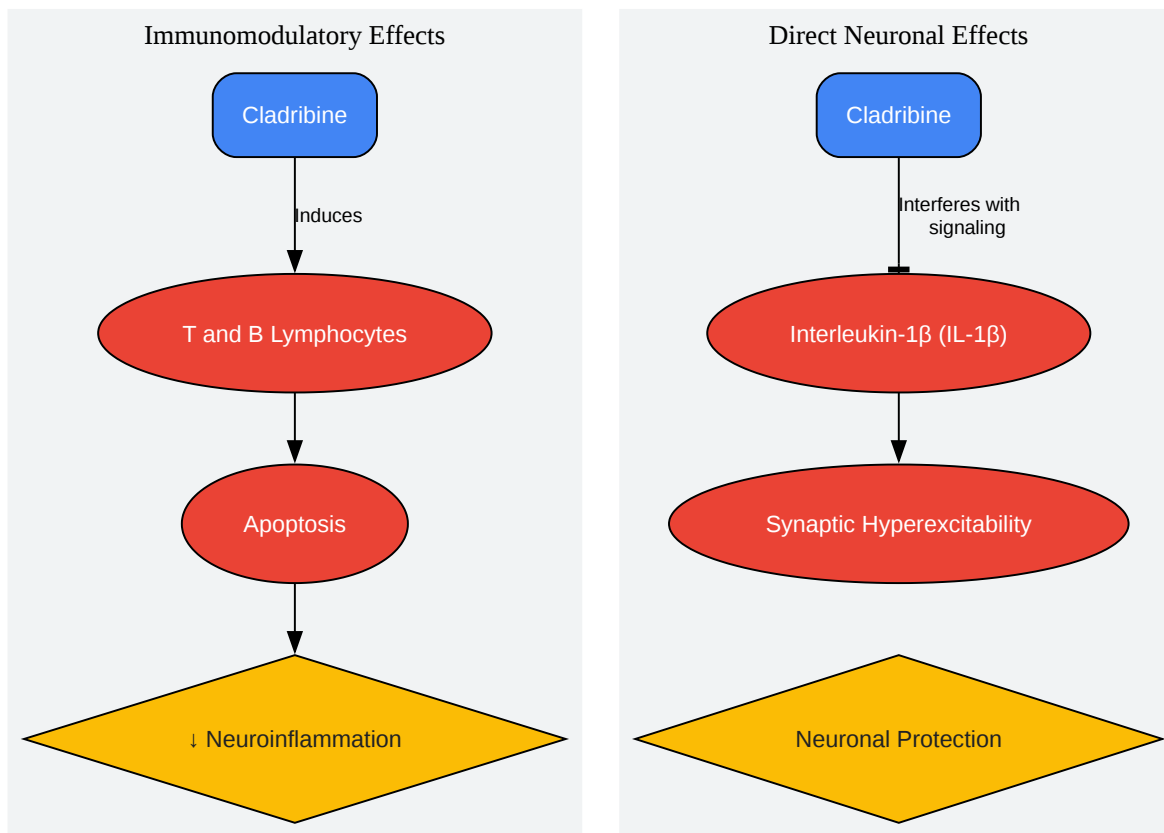 Immunomodulatory Effects
Cladribine
Induces
T and B Lymphocytes
Apoptosis
↓ Neuroinflammation
Direct Neuronal Effects
Cladribine
Interferes with
signaling
Interleukin-1β (IL-1β)
Synaptic Hyperexcitability
Neuronal Protection